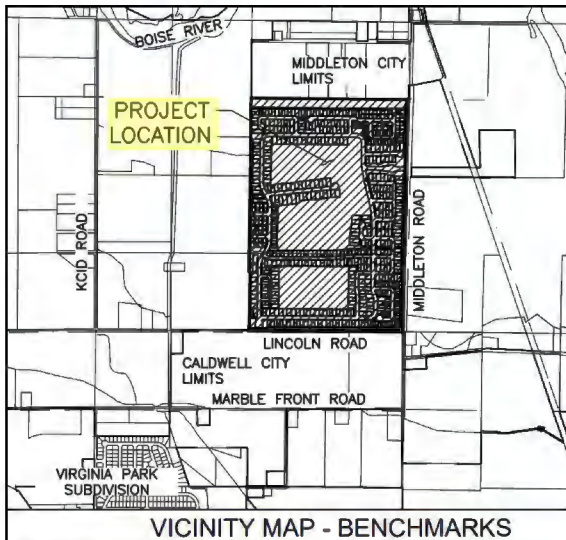 BOISE RIVER
MIDDLETON CITY
LIMITS
PROJECT
LOCATION
KCID ROAD
MIDDLETON ROAD
LINCOLN ROAD
CALDWELL CITY
LIMITS
MARBLE FRONT ROAD
VIRGINIA PARK
SUBDIVISION
VICINITY MAP - BENCHMARKS